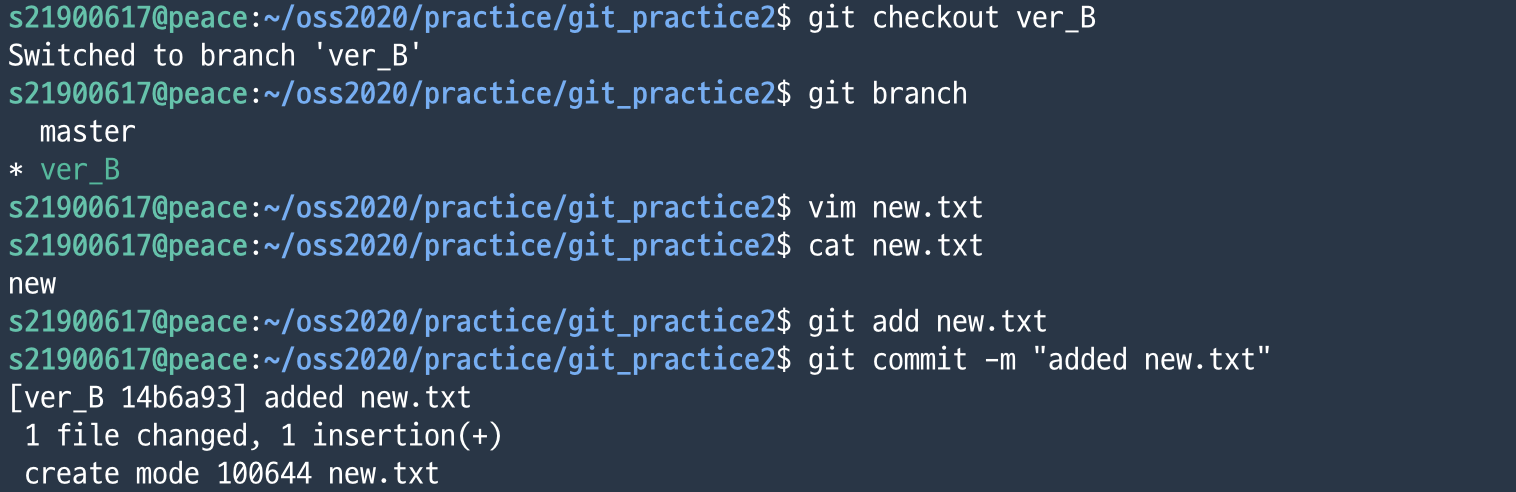 s21900617@peace:~/oss2020/practice/git_practice2$ git checkout ver_B
Switched to branch 'ver_B'
s21900617@peace:~/oss2020/practice/git_practice2$ git branch
  master
* ver_B
s21900617@peace:~/oss2020/practice/git_practice2$ vim new.txt
s21900617@peace:~/oss2020/practice/git_practice2$ cat new.txt
new
s21900617@peace:~/oss2020/practice/git_practice2$ git add new.txt
s21900617@peace:~/oss2020/practice/git_practice2$ git commit -m "added new.txt"
[ver_B 14b6a93] added new.txt
 1 file changed, 1 insertion(+)
 create mode 100644 new.txt